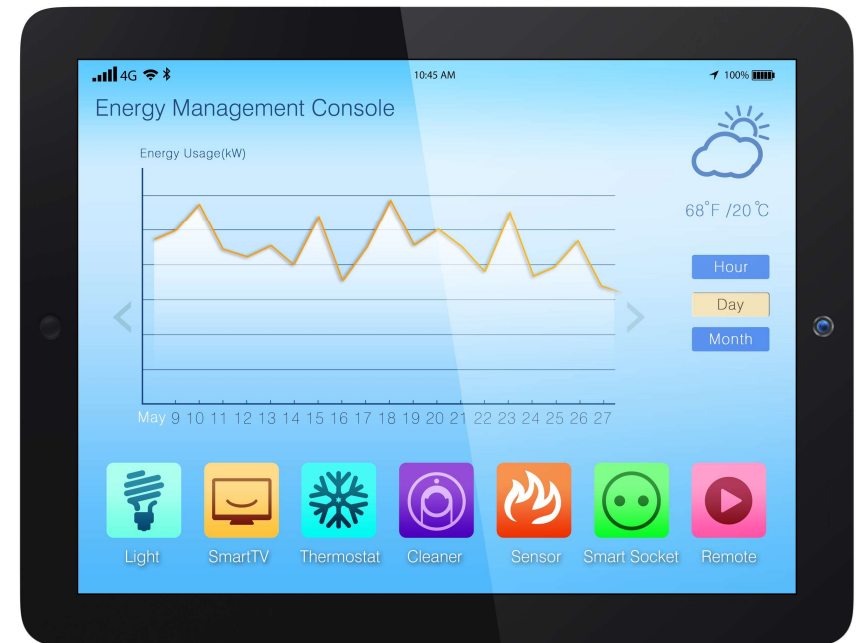 4G 10:45 AM 100%
Energy Management Console
Energy Usage(kW)
68°F /20°C
Hour
Day
Month
May 9 10 11 12 13 14 15 16 17 18 19 20 21 22 23 24 25 26 27
Light SmartTV Thermostat Cleaner Sensor Smart Socket Remote